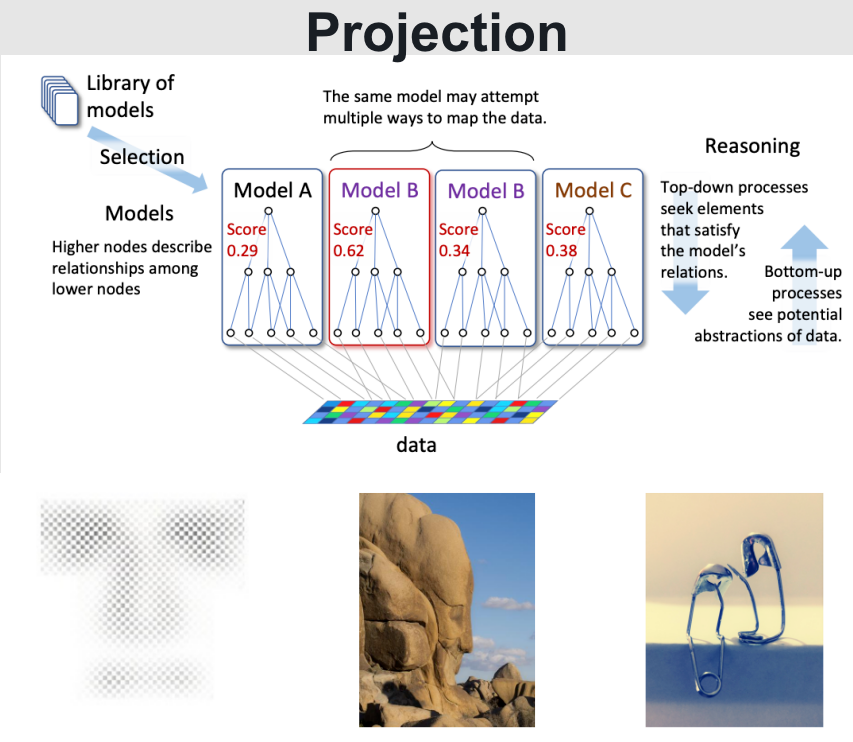 Projection
Library of
models
Selection
Models
Higher nodes describe
relationships among
lower nodes
The same model may attempt
multiple ways to map the data.
Model A
Score
0.29
Model B
Score
0.62
Model B
Score
0.34
Model C
Score
0.38
Reasoning
Top-down processes
seek elements
that satisfy
the model's
relations.
Bottom-up
processes
see potential
abstractions of data.
data